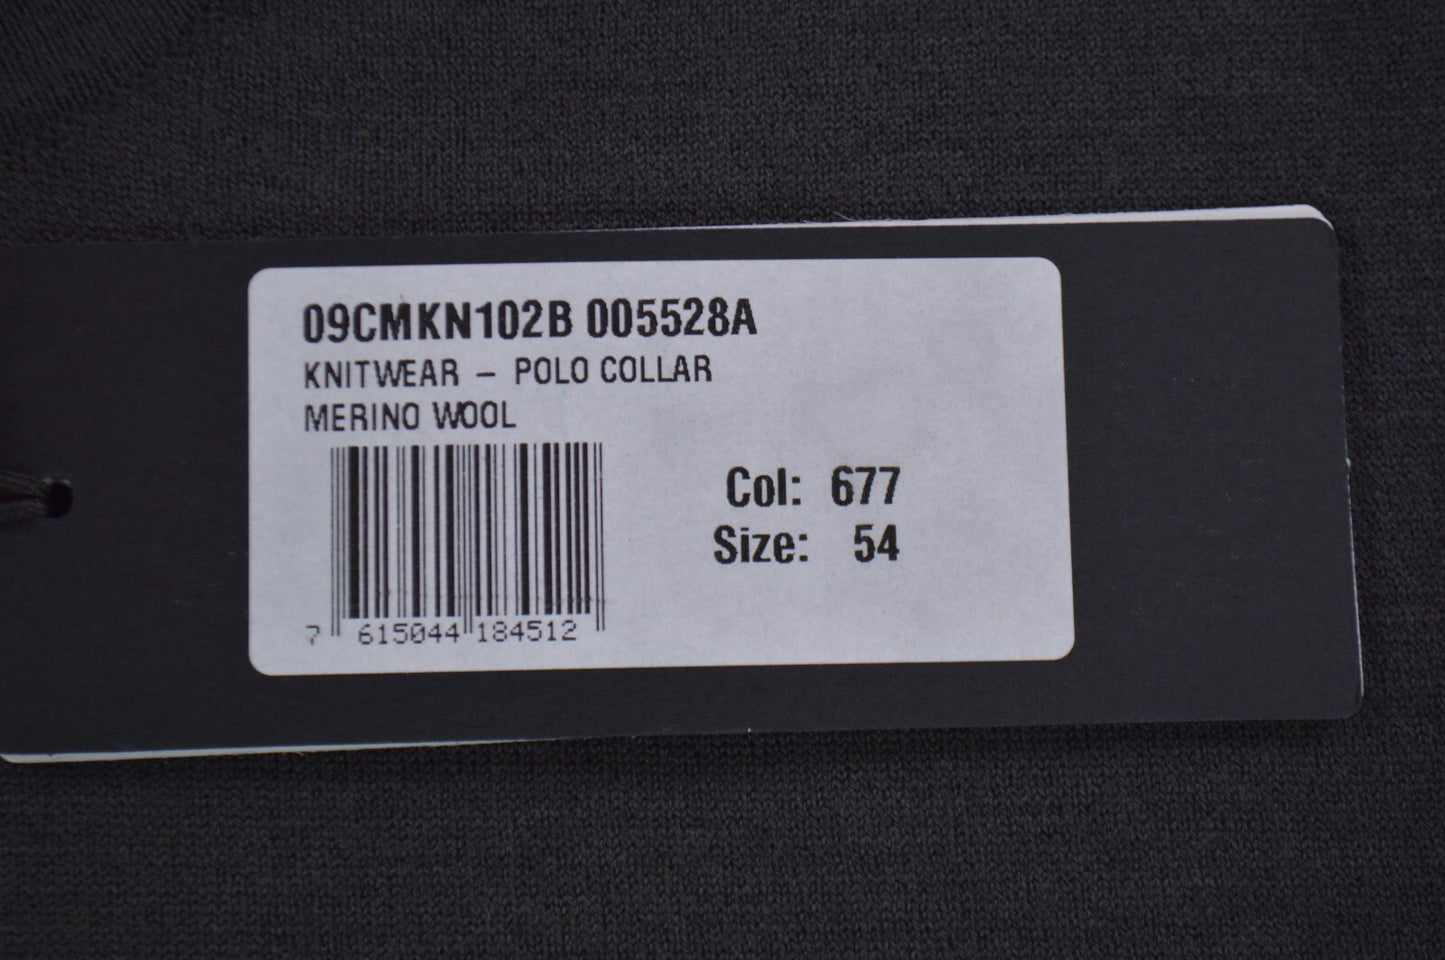 09CMKN102B 005528A
KNITWEAR – POLO COLLAR
MERINO WOOL
Col: 677
Size: 54
7 615044 184512